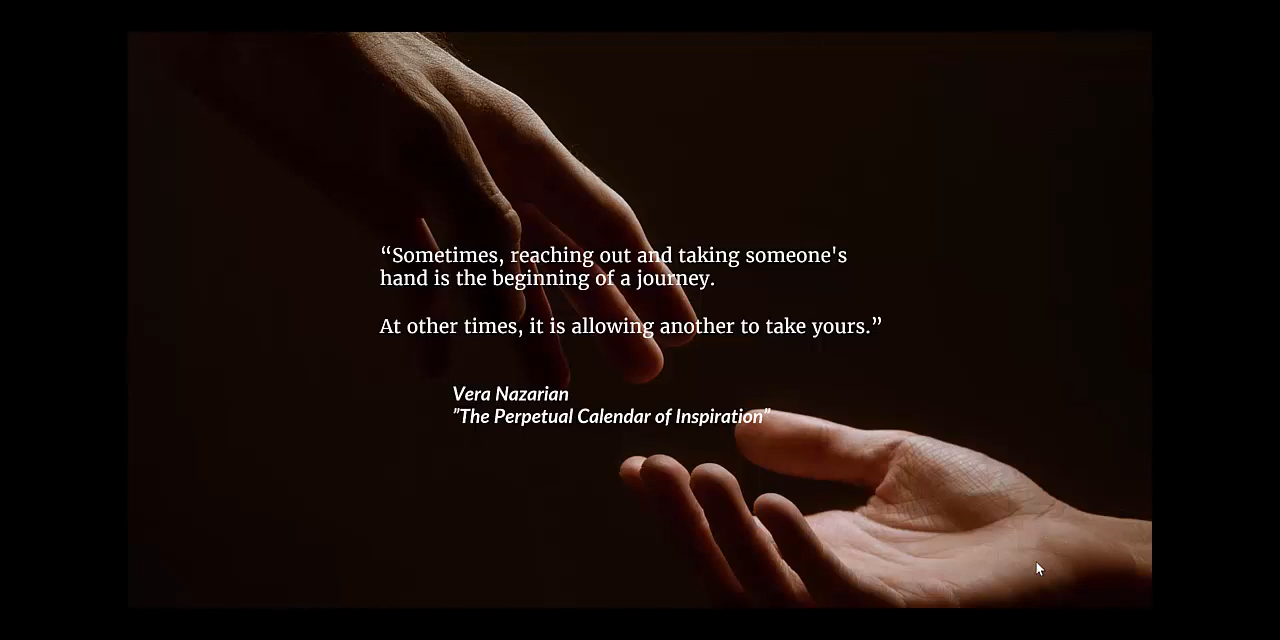 “Sometimes, reaching out and taking someone's
hand is the beginning of a journey.
At other times, it is allowing another to take yours.”
Vera Nazarian
"The Perpetual Calendar of Inspiration"